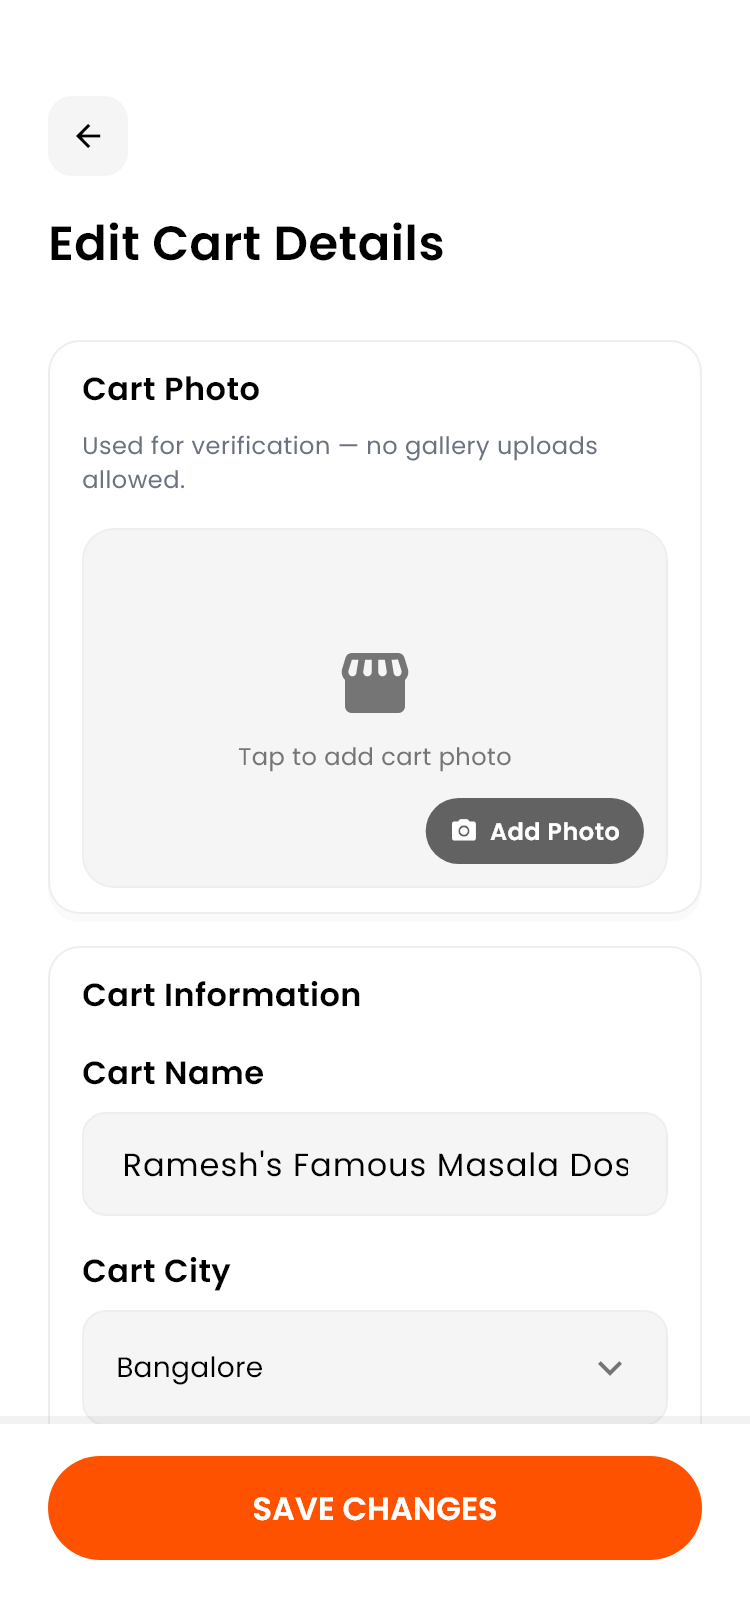 Edit Cart Details
Cart Photo
Used for verification — no gallery uploads
allowed.
Tap to add cart photo
Add Photo
Cart Information
Cart Name
Ramesh's Famous Masala Dos
Cart City
Bangalore
SAVE CHANGES